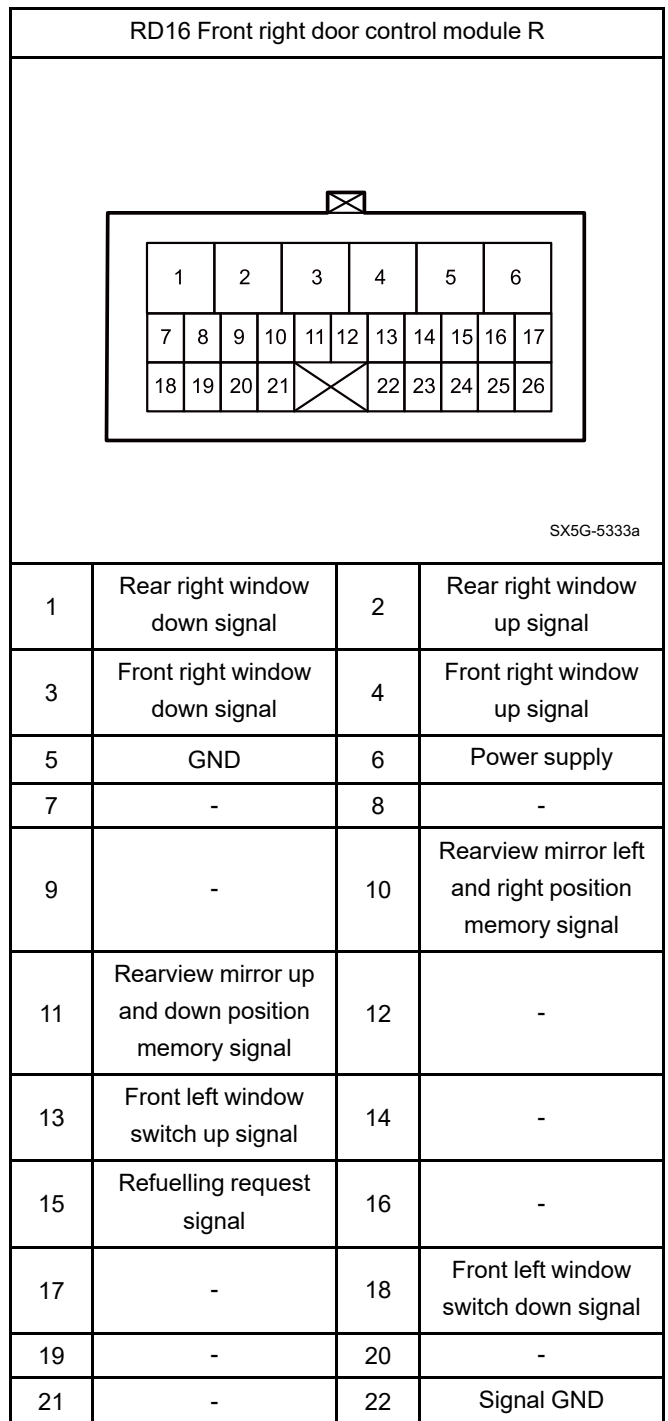 RD16 Front right door control module R
1 2 3 4 5 6
7 8 9 10 11 12 13 14 15 16 17
18 19 20 21 22 23 24 25 26
SX5G-5333a
1 Rear right window down signal 2 Rear right window up signal
3 Front right window down signal 4 Front right window up signal
5 GND 6 Power supply
7 - 8 -
9 - 10 Rearview mirror left and right position memory signal
11 Rearview mirror up and down position memory signal 12 -
13 Front left window switch up signal 14 -
15 Refuelling request signal 16 -
17 - 18 Front left window switch down signal
19 - 20 -
21 - 22 Signal GND